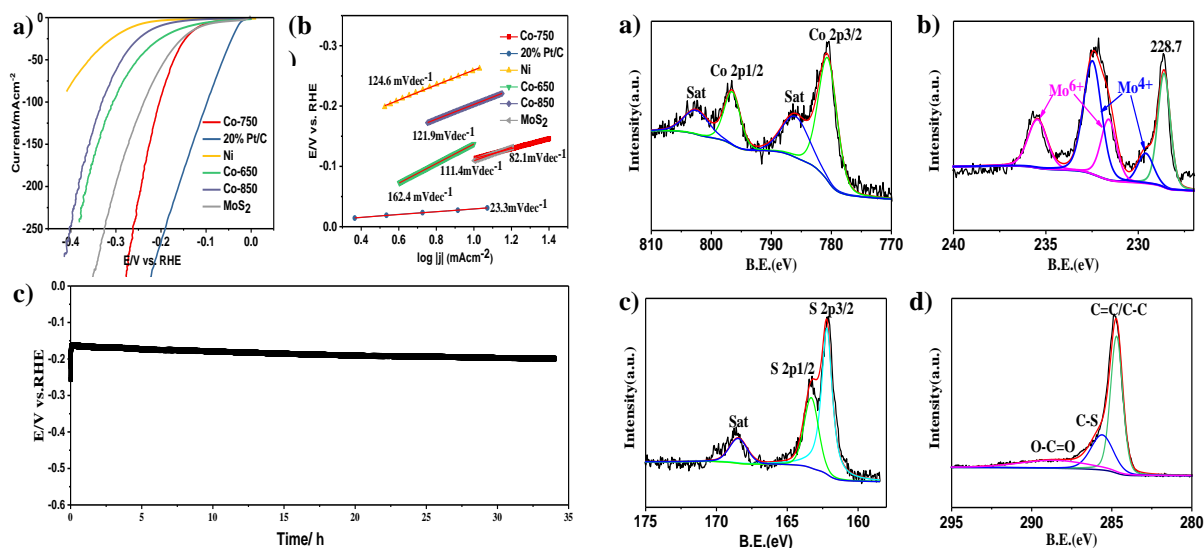 a)
Current/mAcm-2
0
-50
-100
-150
-200
-250
-0.4
-0.3
-0.2
-0.1
0.0
E/V vs. RHE
Co-750
20% Pt/C
Ni
Co-650
Co-850
MoS2
b)
E/V vs. RHE
-0.3
-0.2
-0.1
0.0
0.4
0.6
0.8
1.0
1.2
1.4
log |j| (mAcm-2)
Co-750
20% Pt/C
Ni
Co-650
Co-850
MoS2
124.6 mVdec-1
121.9mVdec-1
82.1mVdec-1
111.4mVdec-1
162.4 mVdec-1
23.3mVdec-1
c)
E/V vs.RHE
0.0
-0.1
-0.2
-0.3
-0.4
-0.5
-0.6
0
5
10
15
20
25
30
35
Time/ h
a)
Intensity(a.u.)
Co 2p3/2
Co 2p1/2
Sat
Sat
810
800
790
780
770
B.E.(eV)
b)
Intensity(a.u.)
228.7
Mo6+
Mo4+
240
235
230
B.E.(eV)
c)
Intensity(a.u.)
S 2p3/2
S 2p1/2
Sat
175
170
165
160
B.E.(eV)
d)
Intensity(a.u.)
C=C/C-C
C-S
O-C=O
295
290
285
280
B.E.(eV)